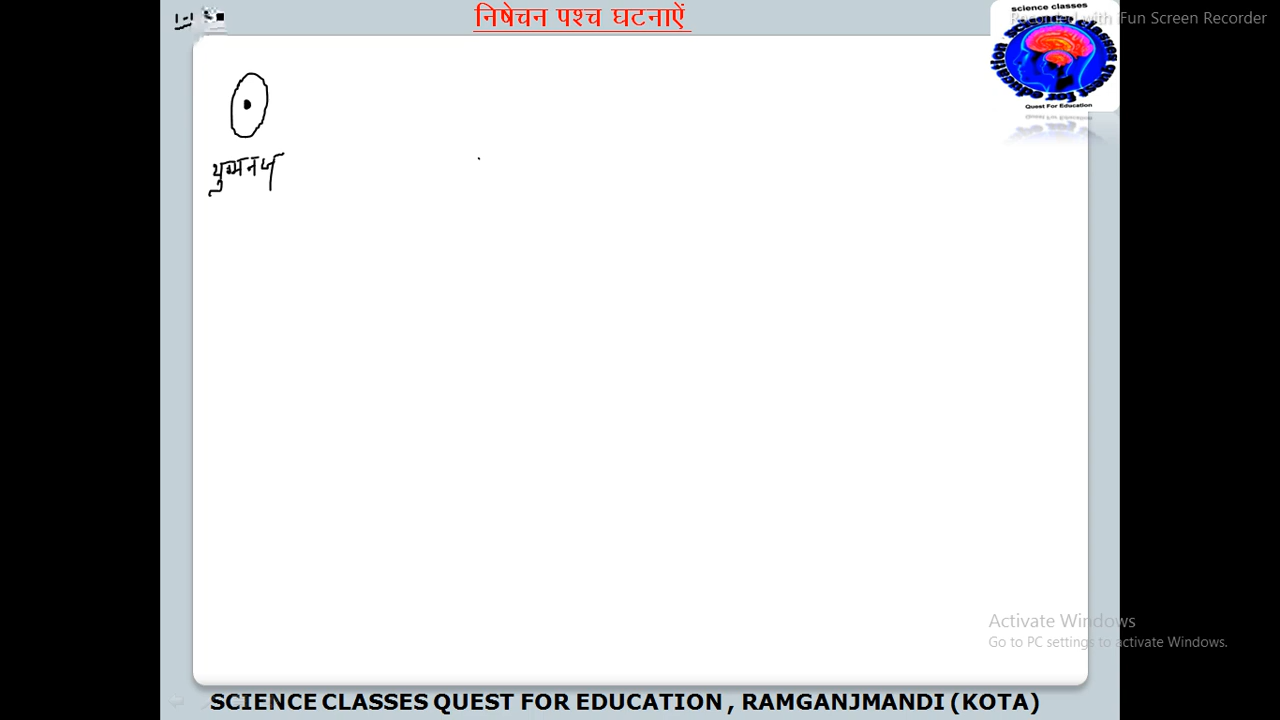 निषेचन पश्च घटनाऐं
science classes
Recorded with iFun Screen Recorder
Quest For Education
युग्मनज
Activate Windows
Go to PC settings to activate Windows.
SCIENCE CLASSES QUEST FOR EDUCATION , RAMGANJMANDI (KOTA)